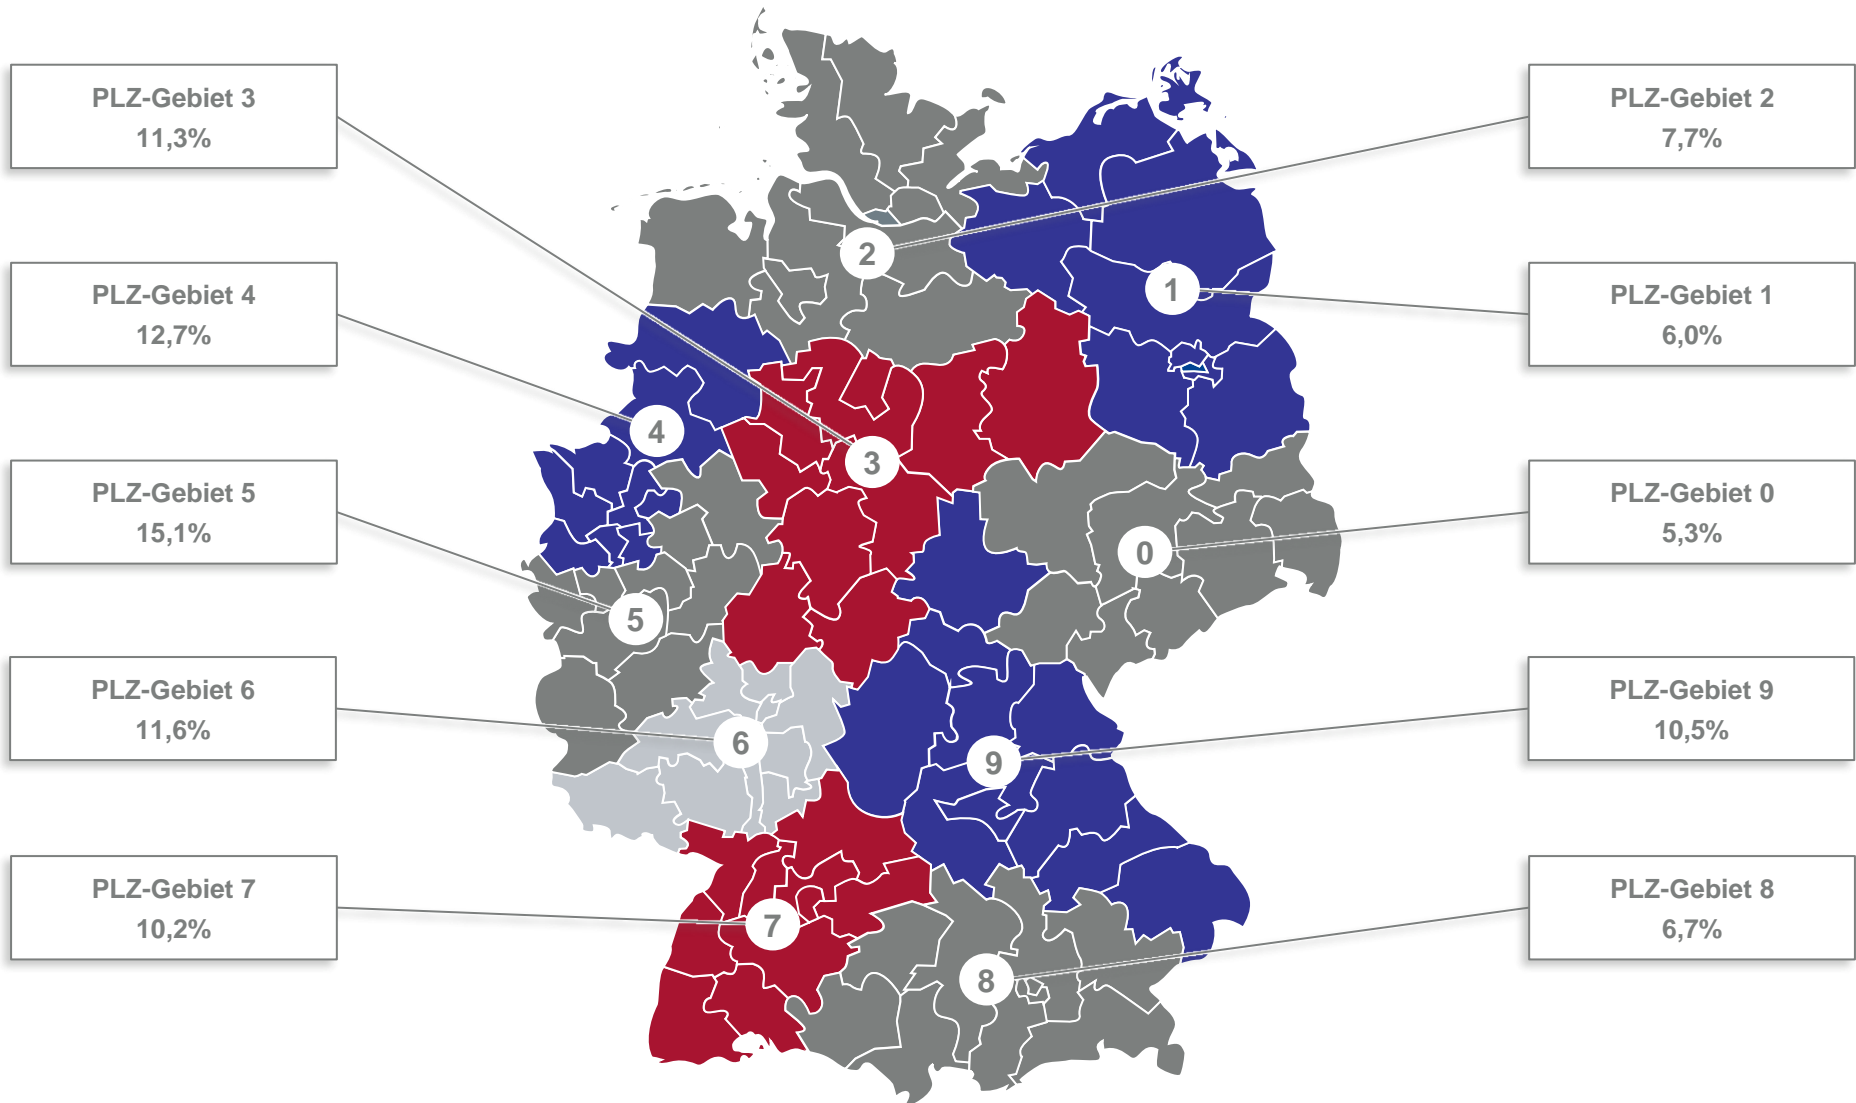 PLZ-Gebiet 3
11,3%
PLZ-Gebiet 4
12,7%
PLZ-Gebiet 5
15,1%
PLZ-Gebiet 6
11,6%
PLZ-Gebiet 7
10,2%
2
1
4
3
0
5
6
9
7
8
PLZ-Gebiet 2
7,7%
PLZ-Gebiet 1
6,0%
PLZ-Gebiet 0
5,3%
PLZ-Gebiet 9
10,5%
PLZ-Gebiet 8
6,7%